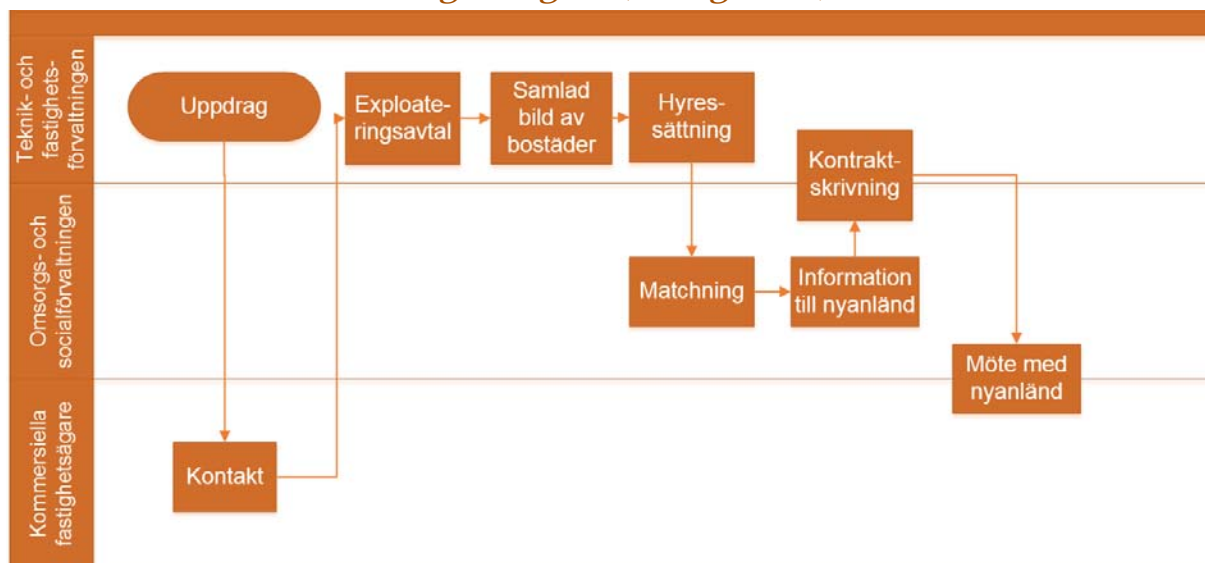 Teknik- och
fastighets-
förvaltningen
Uppdrag
Exploate-
ringsavtal
Samlad
bild av
bostäder
Hyres-
sättning
Kontrakt-
skrivning
Omsorgs- och
socialförvaltningen
Matchning
Information
till nyanländ
Möte med
nyanländ
Kommersiella
fastighetsägare
Kontakt